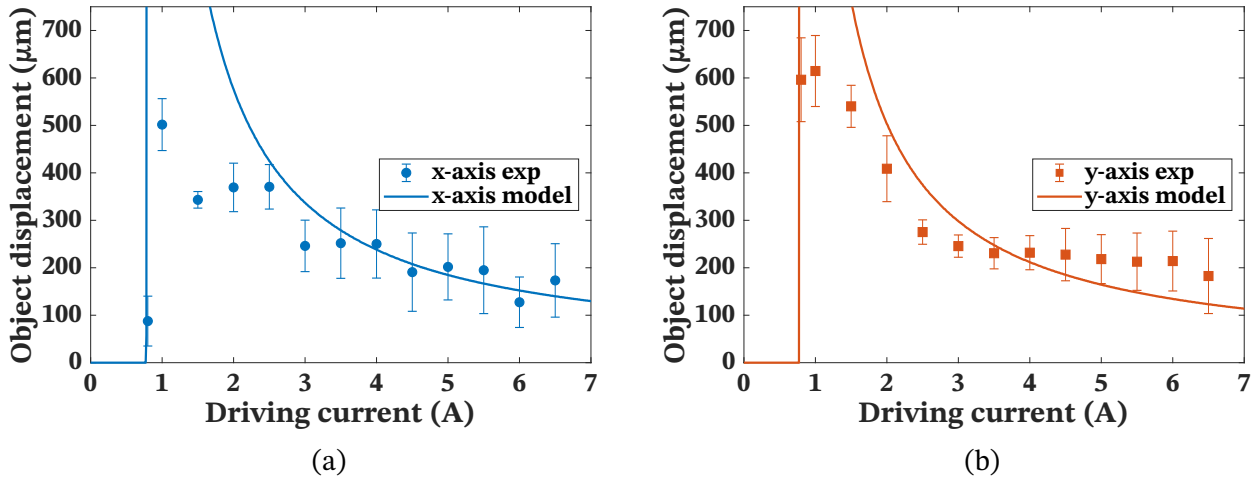 Object displacement (μm)
700
600
500
400
300
200
100
0
0 1 2 3 4 5 6 7
Driving current (A)
x-axis exp
x-axis model
(a)
Object displacement (μm)
700
600
500
400
300
200
100
0
0 1 2 3 4 5 6 7
Driving current (A)
y-axis exp
y-axis model
(b)